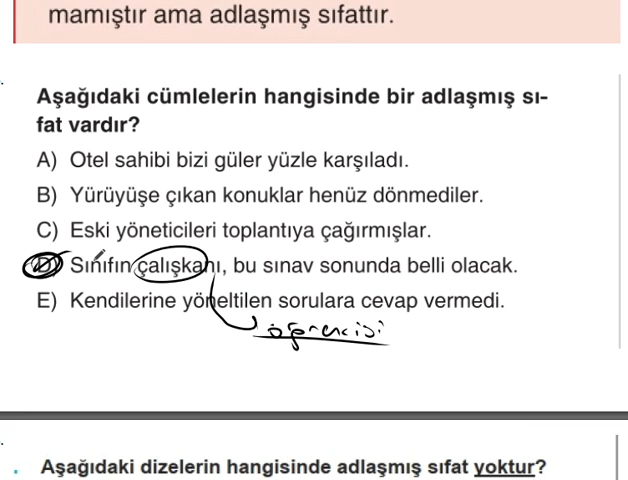 mamıştır ama adlaşmış sıfattır.
Aşağıdaki cümlelerin hangisinde bir adlaşmış sı-
fat vardır?
A) Otel sahibi bizi güler yüzle karşıladı.
B) Yürüyüşe çıkan konuklar henüz dönmediler.
C) Eski yöneticileri toplantıya çağırmışlar.
D) Sınıfın çalışkanı, bu sınav sonunda belli olacak.
E) Kendilerine yöneltilen sorulara cevap vermedi.
öğrencisi
Aşağıdaki dizelerin hangisinde adlaşmış sıfat yoktur?